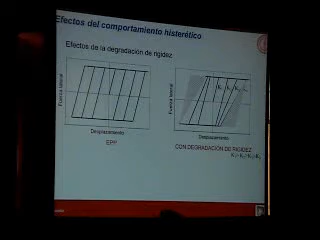 Efectos del comportamiento histerético
Efectos de la degradación de rigidez
Fuerza lateral
Desplazamiento
EPP
Fuerza lateral
Desplazamiento
CON DEGRADACIÓN DE RIGIDEZ